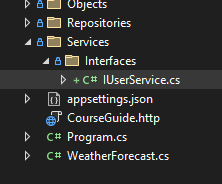 Objects
Repositories
Services
Interfaces
C# IUserService.cs
appsettings.json
CourseGuide.http
C# Program.cs
C# WeatherForecast.cs